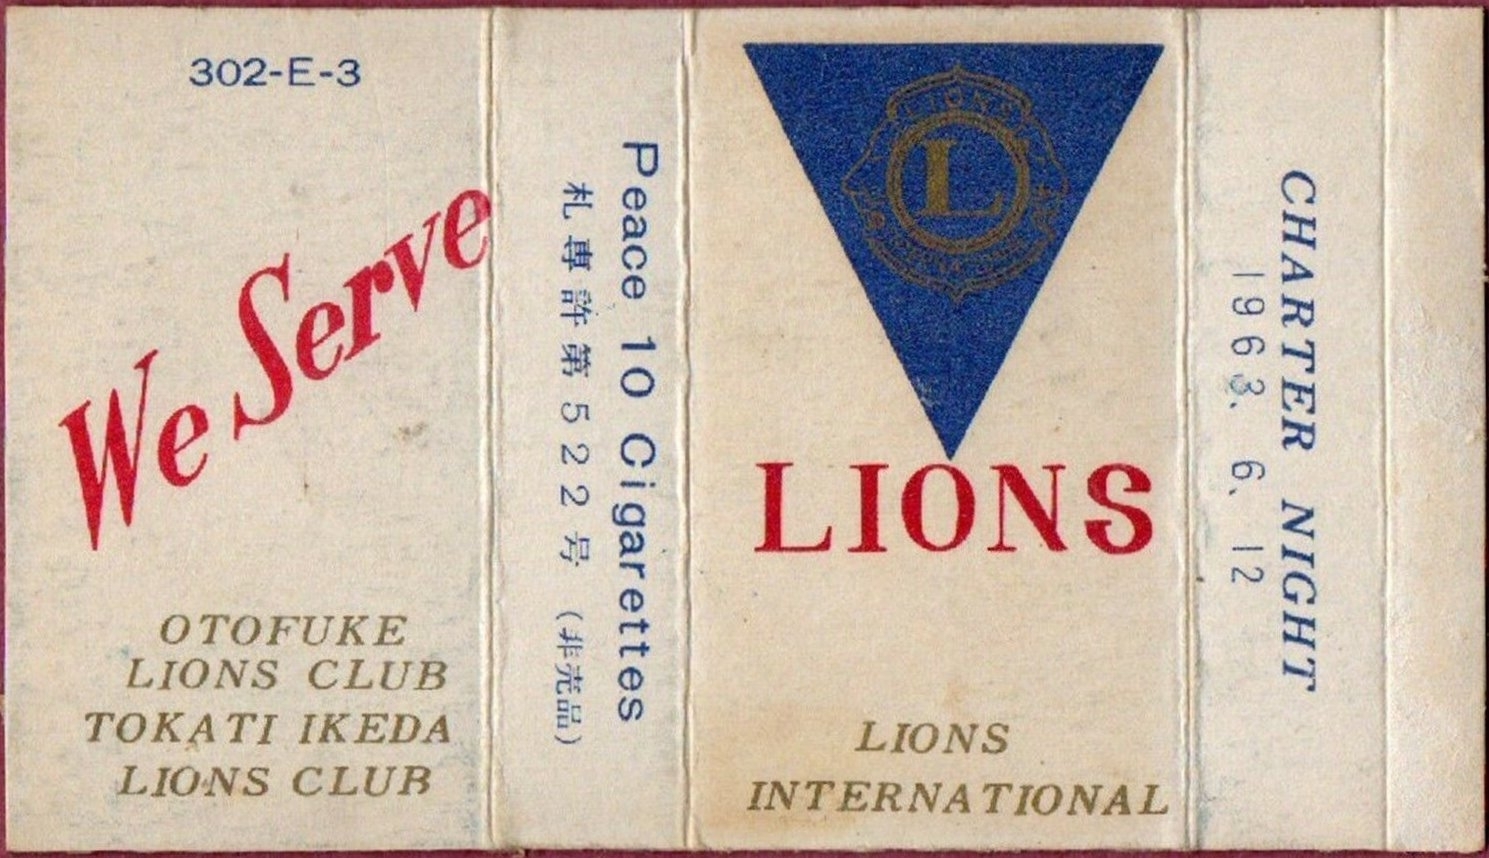 302-E-3
We Serve
OTOFUKE
LIONS CLUB
TOKATI IKEDA
LIONS CLUB
Peace 10 Cigarettes
札専許第522号 (非売品)
LIONS
L
LIONS
LIONS
INTERNATIONAL
CHARTER NIGHT
1963、6、12